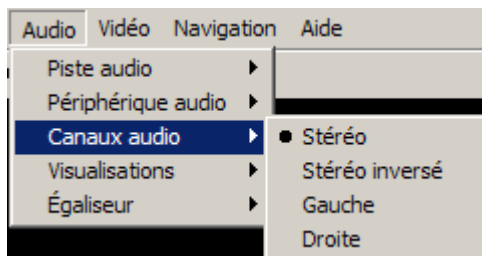 Audio Vidéo Navigation Aide
Piste audio
Périphérique audio
Canaux audio
Visualisations
Égaliseur
Stéréo
Stéréo inversé
Gauche
Droite